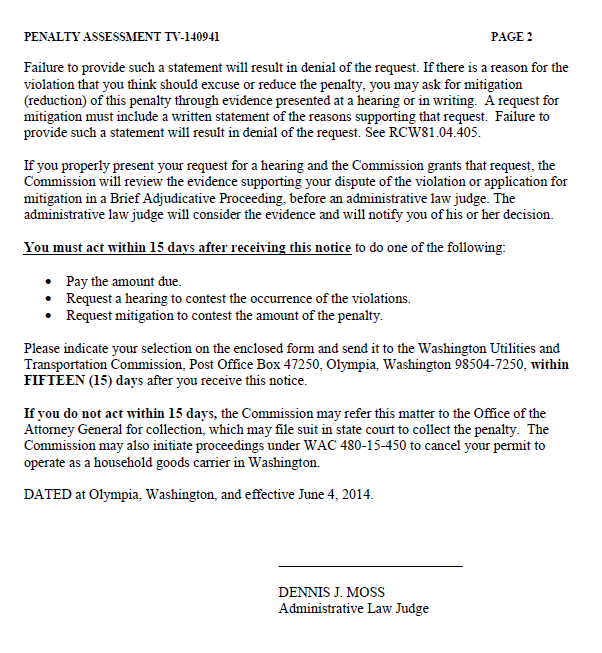 PENALTY ASSESSMENT TV-140941 PAGE 2
Failure to provide such a statement will result in denial of the request. If there is a reason for the
violation that you think should excuse or reduce the penalty, you may ask for mitigation
(reduction) of this penalty through evidence presented at a hearing or in writing. A request for
mitigation must include a written statement of the reasons supporting that request. Failure to
provide such a statement will result in denial of the request. See RCW81.04.405.
If you properly present your request for a hearing and the Commission grants that request, the
Commission will review the evidence supporting your dispute of the violation or application for
mitigation in a Brief Adjudicative Proceeding, before an administrative law judge. The
administrative law judge will consider the evidence and will notify you of his or her decision.
You must act within 15 days after receiving this notice to do one of the following:
• Pay the amount due.
• Request a hearing to contest the occurrence of the violations.
• Request mitigation to contest the amount of the penalty.
Please indicate your selection on the enclosed form and send it to the Washington Utilities and
Transportation Commission, Post Office Box 47250, Olympia, Washington 98504-7250, within
FIFTEEN (15) days after you receive this notice.
If you do not act within 15 days, the Commission may refer this matter to the Office of the
Attorney General for collection, which may file suit in state court to collect the penalty. The
Commission may also initiate proceedings under WAC 480-15-450 to cancel your permit to
operate as a household goods carrier in Washington.
DATED at Olympia, Washington, and effective June 4, 2014.
DENNIS J. MOSS
Administrative Law Judge